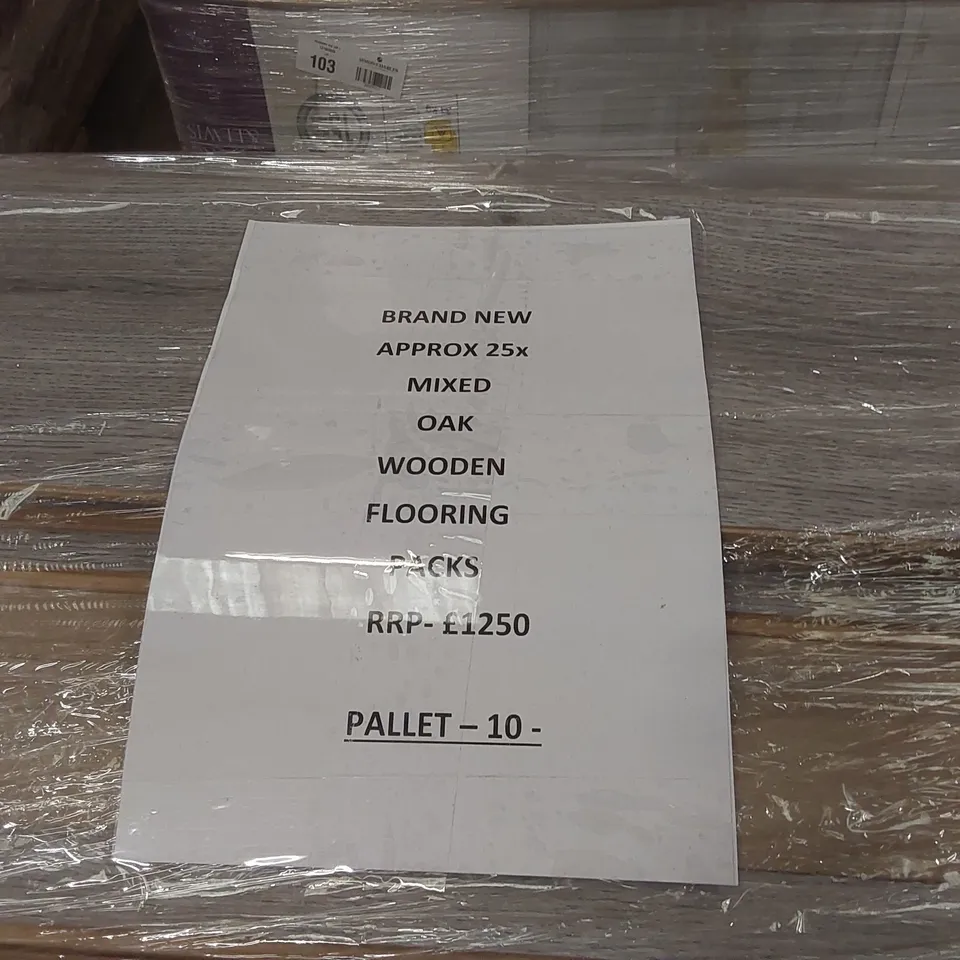 103
BRAND NEW
APPROX 25x
MIXED
OAK
WOODEN
FLOORING
PACKS
RRP- £1250
PALLET – 10 -